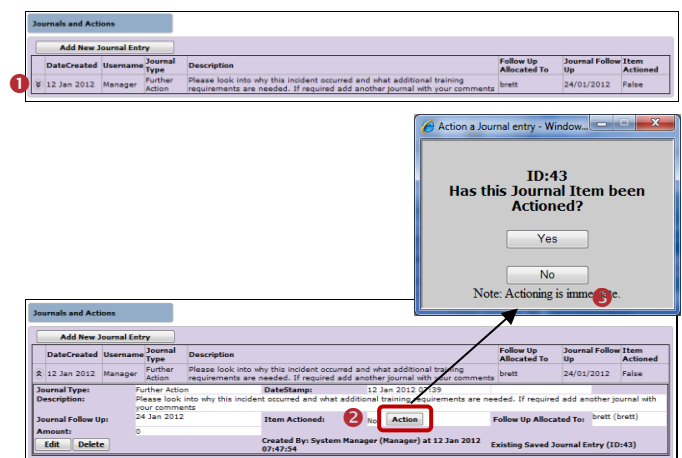 Journals and Actions
Add New Journal Entry
DateCreated Username Journal Type Description Follow Up Allocated To Journal Follow Up Item Actioned
1 12 Jan 2012 Manager Further Action Please look into why this incident occurred and what additional training requirements are needed. If required add another journal with your comments brett 24/01/2012 False
Action a Journal entry - Window...
ID:43
Has this Journal Item been
Actioned?
Yes
No
Note: Actioning is immediate.
3
Journals and Actions
Add New Journal Entry
DateCreated Username Journal Type Description Follow Up Allocated To Journal Follow Up Item Actioned
12 Jan 2012 Manager Further Action Please look into why this incident occurred and what additional training requirements are needed. If required add another journal with your comments brett 24/01/2012 False
Journal Type: Further Action DateStamp: 12 Jan 2012 07:39
Description: Please look into why this incident occurred and what additional training requirements are needed. If required add another journal with
your comments
Journal Follow Up: 24 Jan 2012 Item Actioned: 2 No Action Follow Up Allocated To: brett (brett)
Amount: 0
Edit Delete Created By: System Manager (Manager) at 12 Jan 2012 07:47:54 Existing Saved Journal Entry (ID:43)